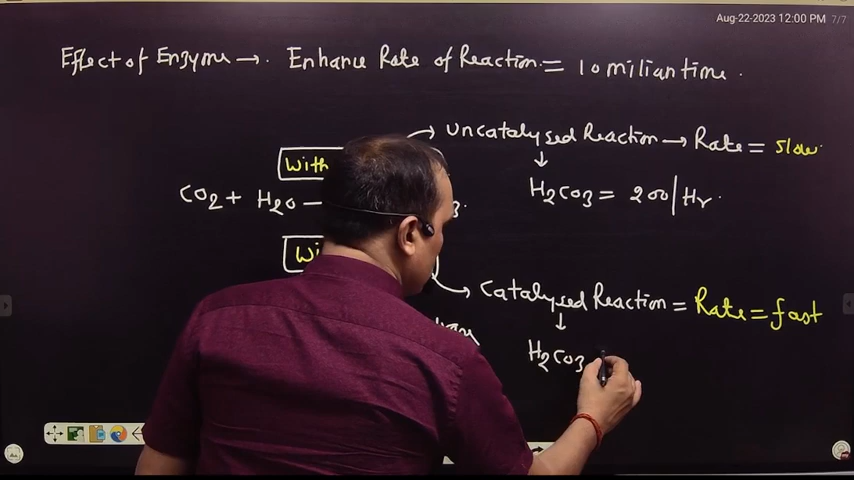 Aug-22-2023 12:00 PM 7/7
Effect of Enzyme → Enhance Rate of Reaction = 10 milian time.
Uncatalysed Reaction → Rate = Slow.
H2CO3 = 200/Hr.
CO2 + H2O — 3.
Catalysed Reaction = Rate = fast
H2CO3